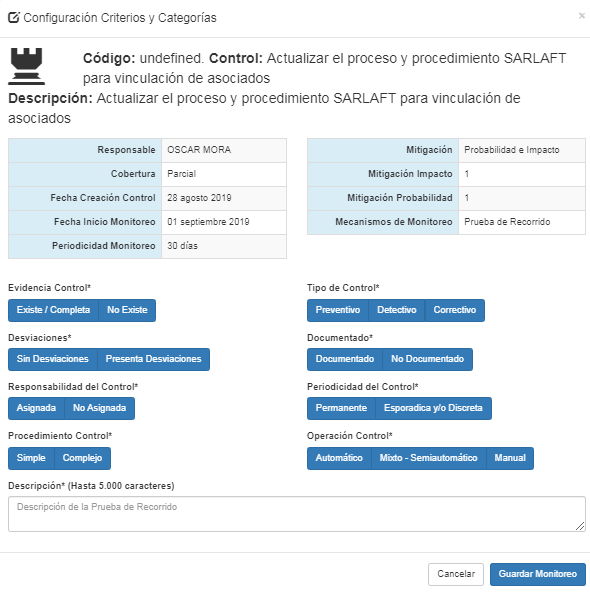 Configuración Criterios y Categorías
×
Código: undefined. Control: Actualizar el proceso y procedimiento SARLAFT
para vinculación de asociados
Descripción: Actualizar el proceso y procedimiento SARLAFT para vinculación de
asociados
Responsable OSCAR MORA
Cobertura Parcial
Fecha Creación Control 28 agosto 2019
Fecha Inicio Monitoreo 01 septiembre 2019
Periodicidad Monitoreo 30 días
Mitigación Probabilidad e Impacto
Mitigación Impacto 1
Mitigación Probabilidad 1
Mecanismos de Monitoreo Prueba de Recorrido
Evidencia Control*
Existe / Completa No Existe
Tipo de Control*
Preventivo Detectivo Correctivo
Desviaciones*
Sin Desviaciones Presenta Desviaciones
Documentado*
Documentado No Documentado
Responsabilidad del Control*
Asignada No Asignada
Periodicidad del Control*
Permanente Esporadica y/o Discreta
Procedimiento Control*
Simple Complejo
Operación Control*
Automático Mixto - Semiautomático Manual
Descripción* (Hasta 5.000 caracteres)
Descripción de la Prueba de Recorrido
Cancelar Guardar Monitoreo